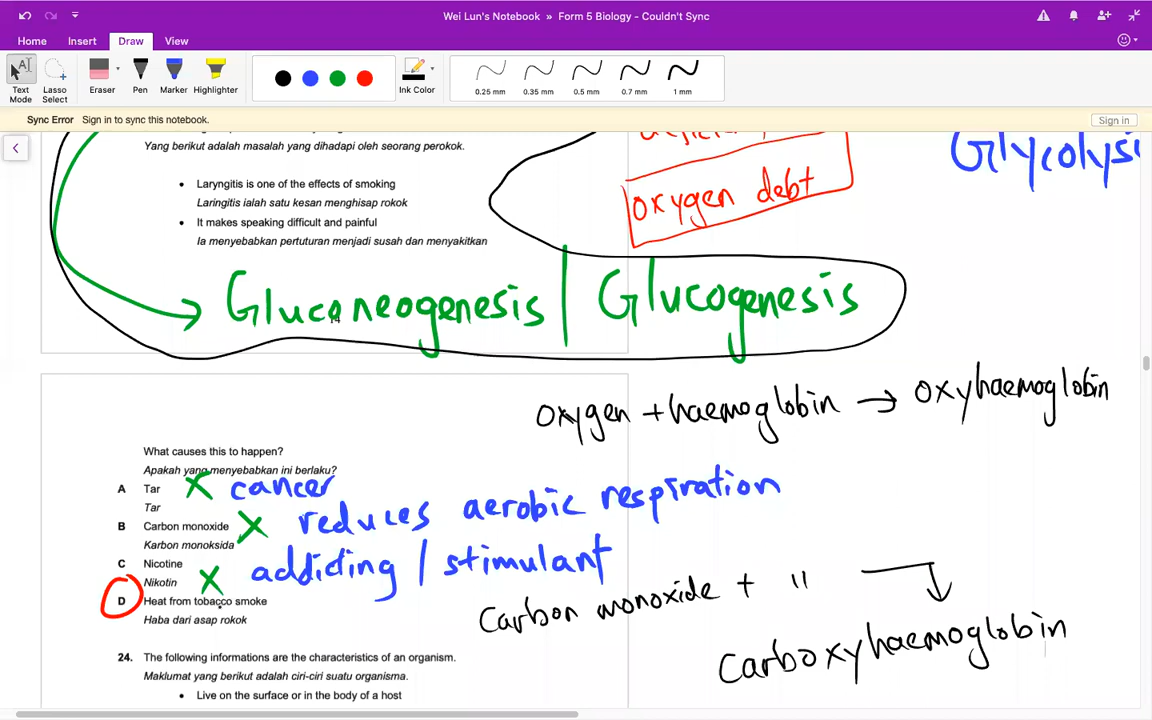 Wei Lun's Notebook » Form 5 Biology - Couldn't Sync
Home Insert Draw View
Text Mode
Lasso Select
Eraser
Pen
Marker
Highlighter
Ink Color
0.25 mm 0.35 mm 0.5 mm 0.7 mm 1 mm
Sync Error Sign in to sync this notebook.
Sign in
Yang berikut adalah masalah yang dihadapi oleh seorang perokok.
• Laryngitis is one of the effects of smoking
Laringitis ialah satu kesan menghisap rokok
• It makes speaking difficult and painful
Ia menyebabkan pertuturan menjadi susah dan menyakitkan
oxygen debt
Glycolysi
Gluconeogenesis | Glucogenesis
14
oxygen + haemoglobin → oxyhaemoglobin
What causes this to happen?
Apakah yang menyebabkan ini berlaku?
A Tar X cancer
Tar
B Carbon monoxide X reduces aerobic respiration
Karbon monoksida
C Nicotine X addicting / stimulant
Nikotin
D Heat from tobacco smoke
Haba dari asap rokok
Carbon monoxide + " →
Carboxyhaemoglobin
24. The following informations are the characteristics of an organism.
Maklumat yang berikut adalah ciri-ciri suatu organisma.
• Live on the surface or in the body of a host